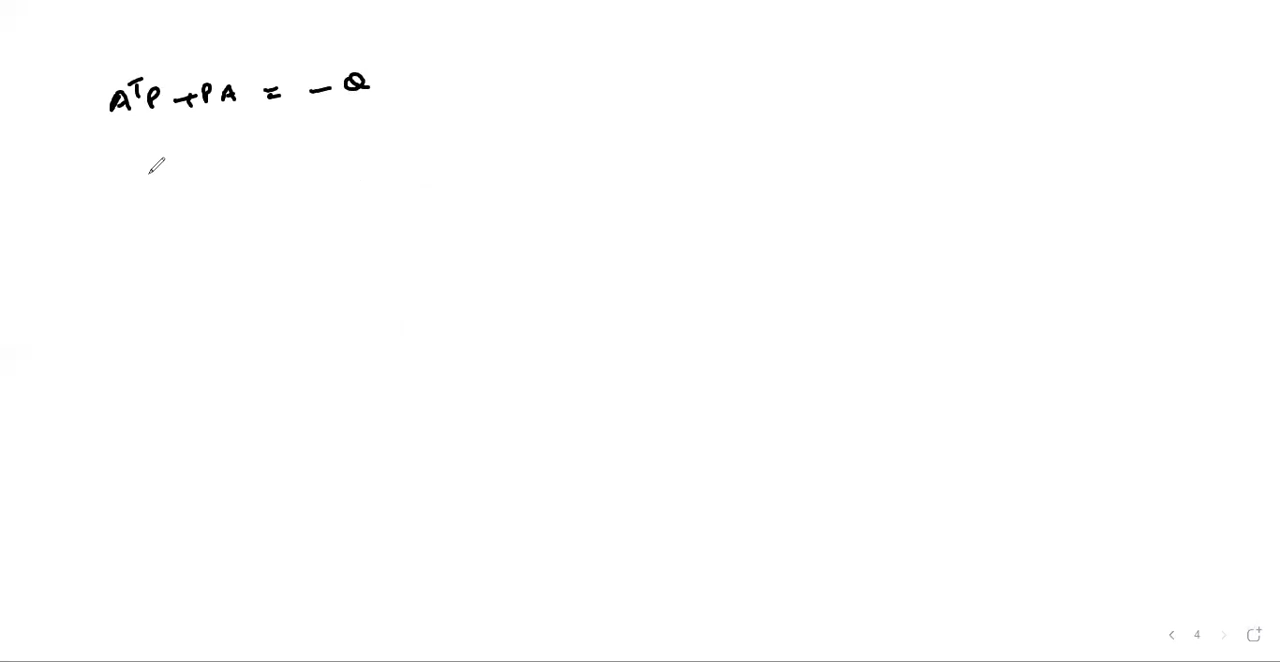 AᵀP + PA = - Q
4